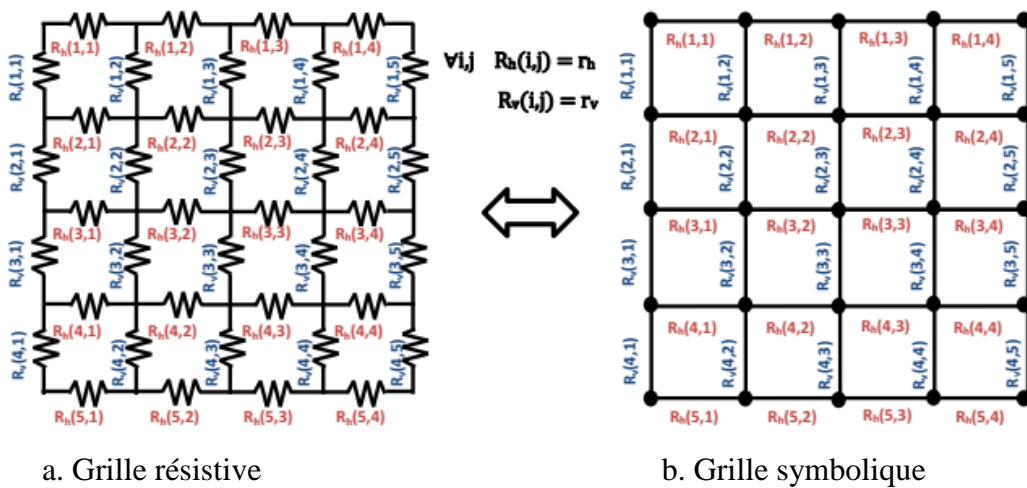 Rₕ(1,1) Rₕ(1,2) Rₕ(1,3) Rₕ(1,4)
Rᵥ(1,1) Rᵥ(1,2) Rᵥ(1,3) Rᵥ(1,4) Rᵥ(1,5)
Rₕ(2,1) Rₕ(2,2) Rₕ(2,3) Rₕ(2,4)
Rᵥ(2,1) Rᵥ(2,2) Rᵥ(2,3) Rᵥ(2,4) Rᵥ(2,5)
Rₕ(3,1) Rₕ(3,2) Rₕ(3,3) Rₕ(3,4)
Rᵥ(3,1) Rᵥ(3,2) Rᵥ(3,3) Rᵥ(3,4) Rᵥ(3,5)
Rₕ(4,1) Rₕ(4,2) Rₕ(4,3) Rₕ(4,4)
Rᵥ(4,1) Rᵥ(4,2) Rᵥ(4,3) Rᵥ(4,4) Rᵥ(4,5)
Rₕ(5,1) Rₕ(5,2) Rₕ(5,3) Rₕ(5,4)
∀i,j Rₕ(i,j) = rₕ
Rᵥ(i,j) = rᵥ
Rₕ(1,1) Rₕ(1,2) Rₕ(1,3) Rₕ(1,4)
Rᵥ(1,1) Rᵥ(1,2) Rᵥ(1,3) Rᵥ(1,4) Rᵥ(1,5)
Rₕ(2,1) Rₕ(2,2) Rₕ(2,3) Rₕ(2,4)
Rᵥ(2,1) Rᵥ(2,2) Rᵥ(2,3) Rᵥ(2,4) Rᵥ(2,5)
Rₕ(3,1) Rₕ(3,2) Rₕ(3,3) Rₕ(3,4)
Rᵥ(3,1) Rᵥ(3,2) Rᵥ(3,3) Rᵥ(3,4) Rᵥ(3,5)
Rₕ(4,1) Rₕ(4,2) Rₕ(4,3) Rₕ(4,4)
Rᵥ(4,1) Rᵥ(4,2) Rᵥ(4,3) Rᵥ(4,4) Rᵥ(4,5)
Rₕ(5,1) Rₕ(5,2) Rₕ(5,3) Rₕ(5,4)
a. Grille résistive
b. Grille symbolique